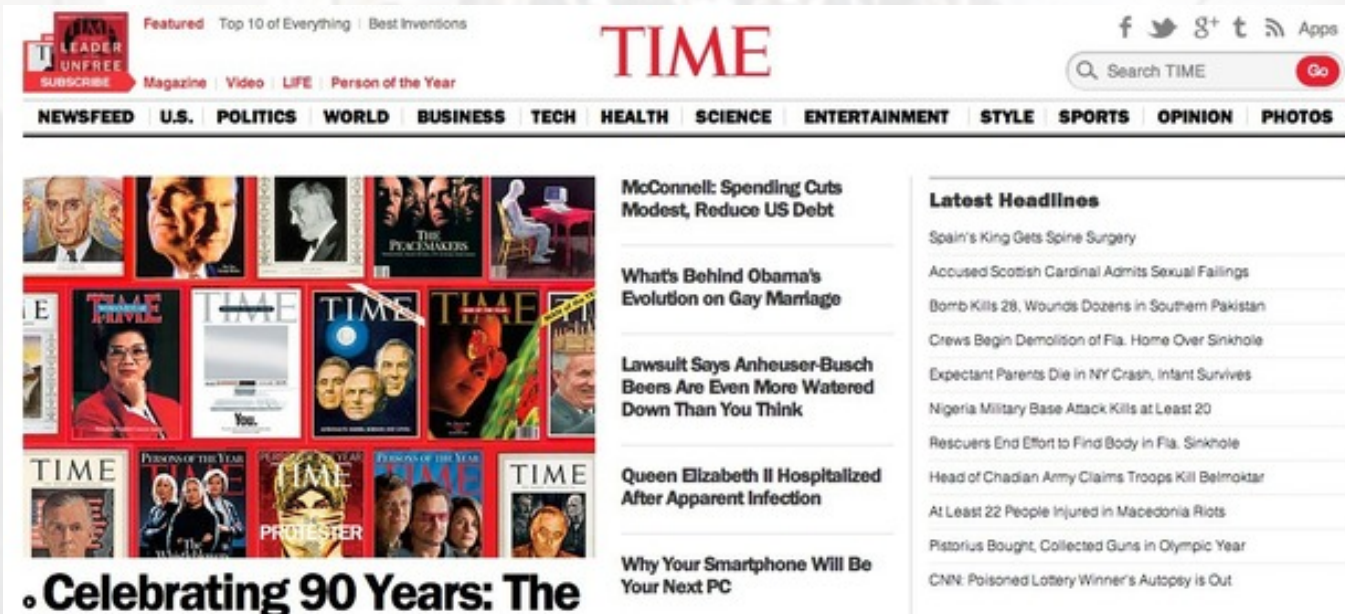 Featured Top 10 of Everything | Best Inventions
TIME
f g+ t Apps
LEADER
UNFREE
SUBSCRIBE
Magazine | Video | LIFE | Person of the Year
Search TIME
Go
NEWSFEED U.S. POLITICS WORLD BUSINESS TECH HEALTH SCIENCE ENTERTAINMENT STYLE SPORTS OPINION PHOTOS
THE
PEACEMAKERS
TIME
TIME
TIME
TIME
You.
TIME
PERSONS OF THE YEAR
TIME
PERSONS OF THE YEAR
TIME
The
PROTESTER
Celebrating 90 Years: The
McConnell: Spending Cuts
Modest, Reduce US Debt
What's Behind Obama's
Evolution on Gay Marriage
Lawsuit Says Anheuser-Busch
Beers Are Even More Watered
Down Than You Think
Queen Elizabeth II Hospitalized
After Apparent Infection
Why Your Smartphone Will Be
Your Next PC
Latest Headlines
Spain's King Gets Spine Surgery
Accused Scottish Cardinal Admits Sexual Failings
Bomb Kills 28, Wounds Dozens in Southern Pakistan
Crews Begin Demolition of Fla. Home Over Sinkhole
Expectant Parents Die in NY Crash, Infant Survives
Nigeria Military Base Attack Kills at Least 20
Rescuers End Effort to Find Body in Fla. Sinkhole
Head of Chadian Army Claims Troops Kill Belmoktar
At Least 22 People Injured in Macedonia Riots
Pistorius Bought, Collected Guns in Olympic Year
CNN: Poisoned Lottery Winner's Autopsy is Out